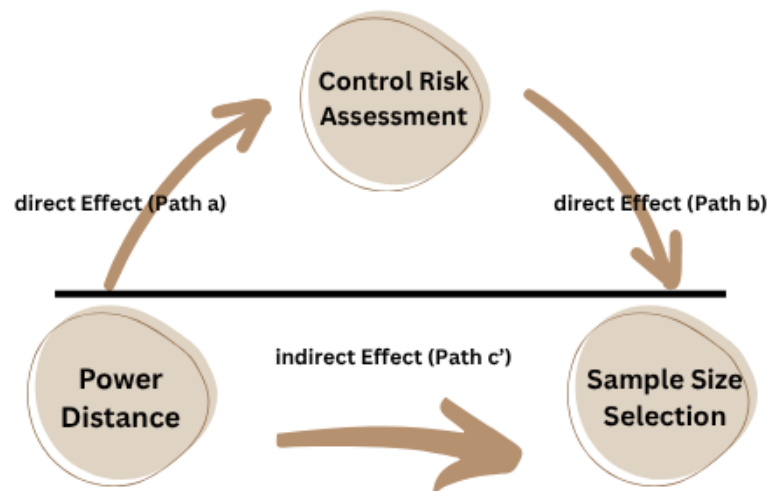 Control Risk
Assessment
direct Effect (Path a)
direct Effect (Path b)
indirect Effect (Path c’)
Power
Distance
Sample Size
Selection